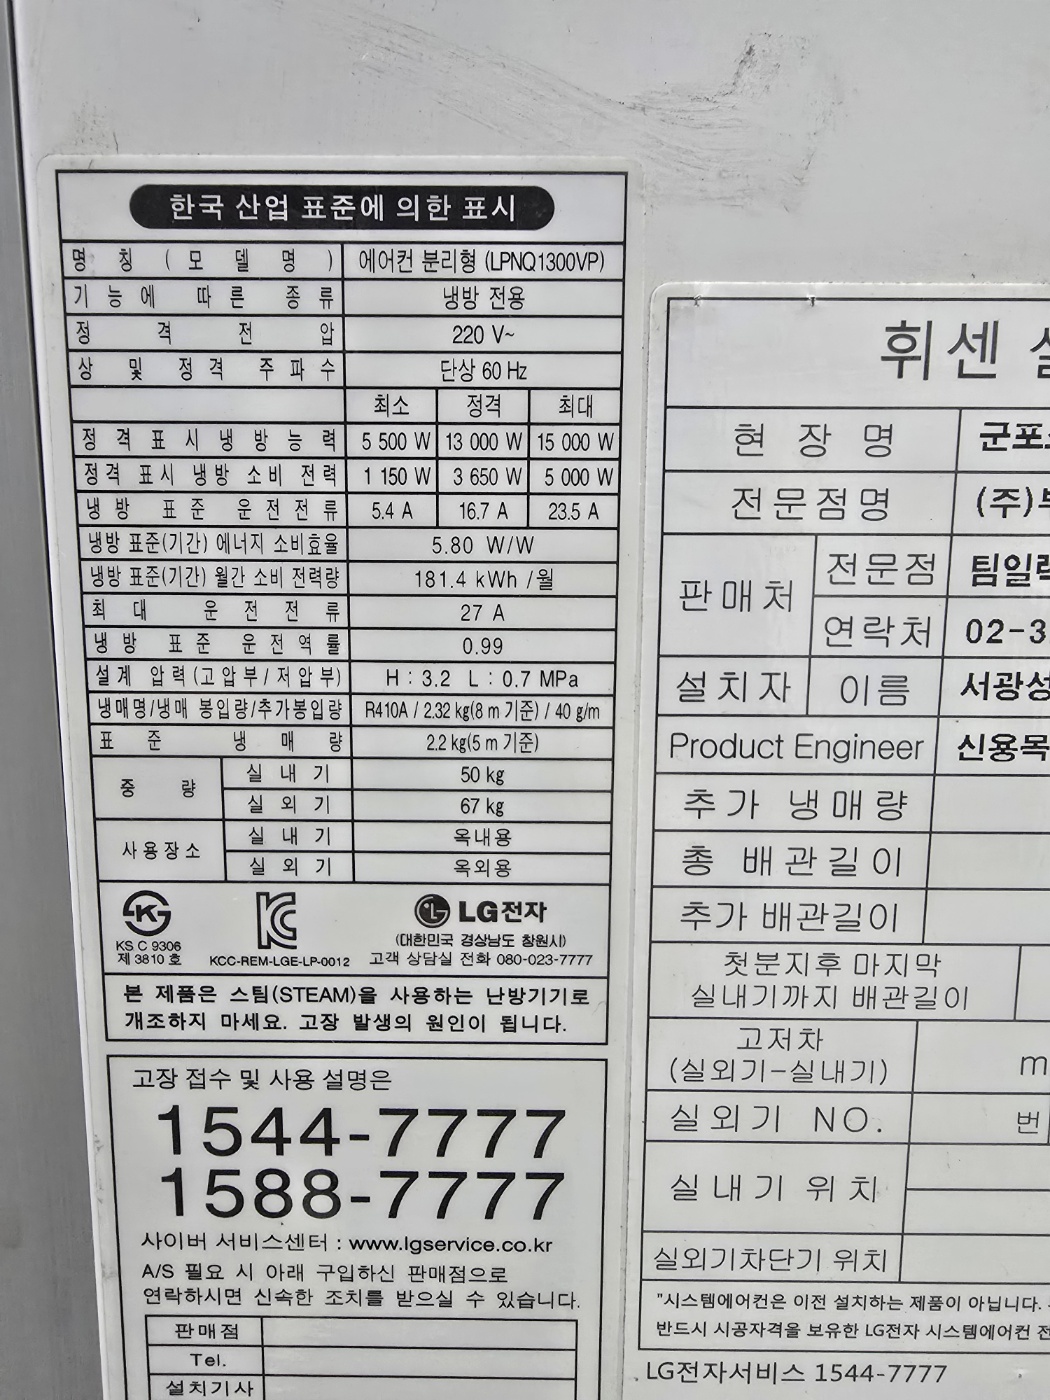 한국 산업 표준에 의한 표시
명 칭 ( 모 델 명 ) 에어컨 분리형 (LPNQ1300VP)
기 능 에 따 른 종 류 냉방 전용
정 격 전 압 220 V~
상 및 정 격 주 파 수 단상 60 Hz
최소 정격 최대
정 격 표 시 냉 방 능 력 5 500 W 13 000 W 15 000 W
정격 표시 냉방 소비 전력 1 150 W 3 650 W 5 000 W
냉 방 표 준 운 전 전 류 5.4 A 16.7 A 23.5 A
냉방 표준(기간) 에너지 소비효율 5.80 W/W
냉방 표준(기간) 월간 소비 전력량 181.4 kWh /월
최 대 운 전 전 류 27 A
냉 방 표 준 운 전 역 률 0.99
설계 압력(고압부/저압부) H : 3.2 L : 0.7 MPa
냉매명/냉매 봉입량/추가봉입량 R410A / 2.32 kg(8 m 기준) / 40 g/m
표 준 냉 매 량 2.2 kg(5 m 기준)
중 량 실 내 기 50 kg
실 외 기 67 kg
사용장소 실 내 기 옥내용
실 외 기 옥외용
KS C 9306
제 3810 호
KCC-REM-LGE-LP-0012
LG전자
(대한민국 경상남도 창원시)
고객 상담실 전화 080-023-7777
본 제품은 스팀(STEAM)을 사용하는 난방기기로
개조하지 마세요. 고장 발생의 원인이 됩니다.
고장 접수 및 사용 설명은
1544-7777
1588-7777
사이버 서비스센터 : www.lgservice.co.kr
A/S 필요 시 아래 구입하신 판매점으로
연락하시면 신속한 조치를 받으실 수 있습니다.
판매점
Tel.
설치기사
휘센
현 장 명 군포
전문점명 (주)
판매처 전문점 팀일
연락처 02-3
설치자 이름 서광성
Product Engineer 신용목
추가 냉매량
총 배관길이
추가 배관길이
첫분지후 마지막
실내기까지 배관길이
고저차
(실외기-실내기) m
실외기 NO. 번
실내기 위치
실외기차단기 위치
"시스템에어컨은 이전 설치하는 제품이 아닙니다.
반드시 시공자격을 보유한 LG전자 시스템에어컨 전
LG전자서비스 1544-7777